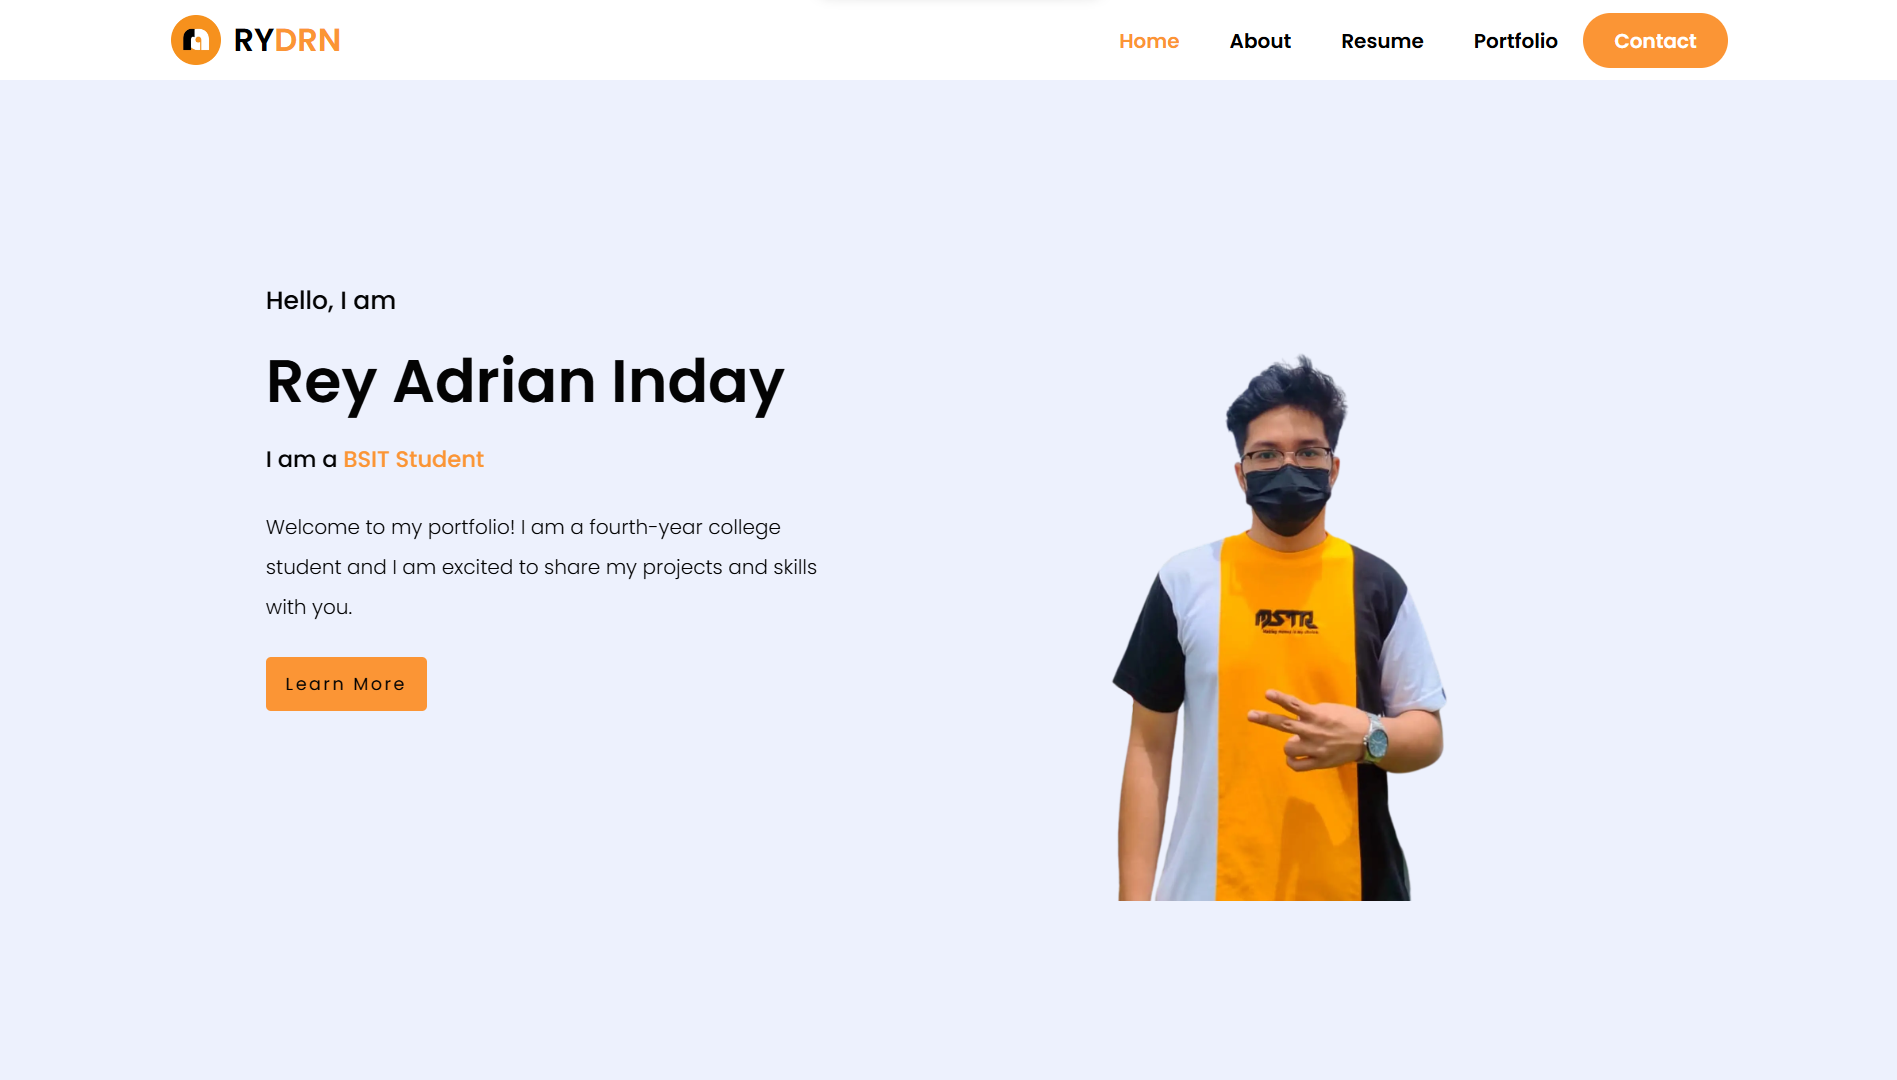 RYDRN
Home About Resume Portfolio Contact
Hello, I am
Rey Adrian Inday
I am a BSIT Student
Welcome to my portfolio! I am a fourth-year college
student and I am excited to share my projects and skills
with you.
Learn More
MSTR